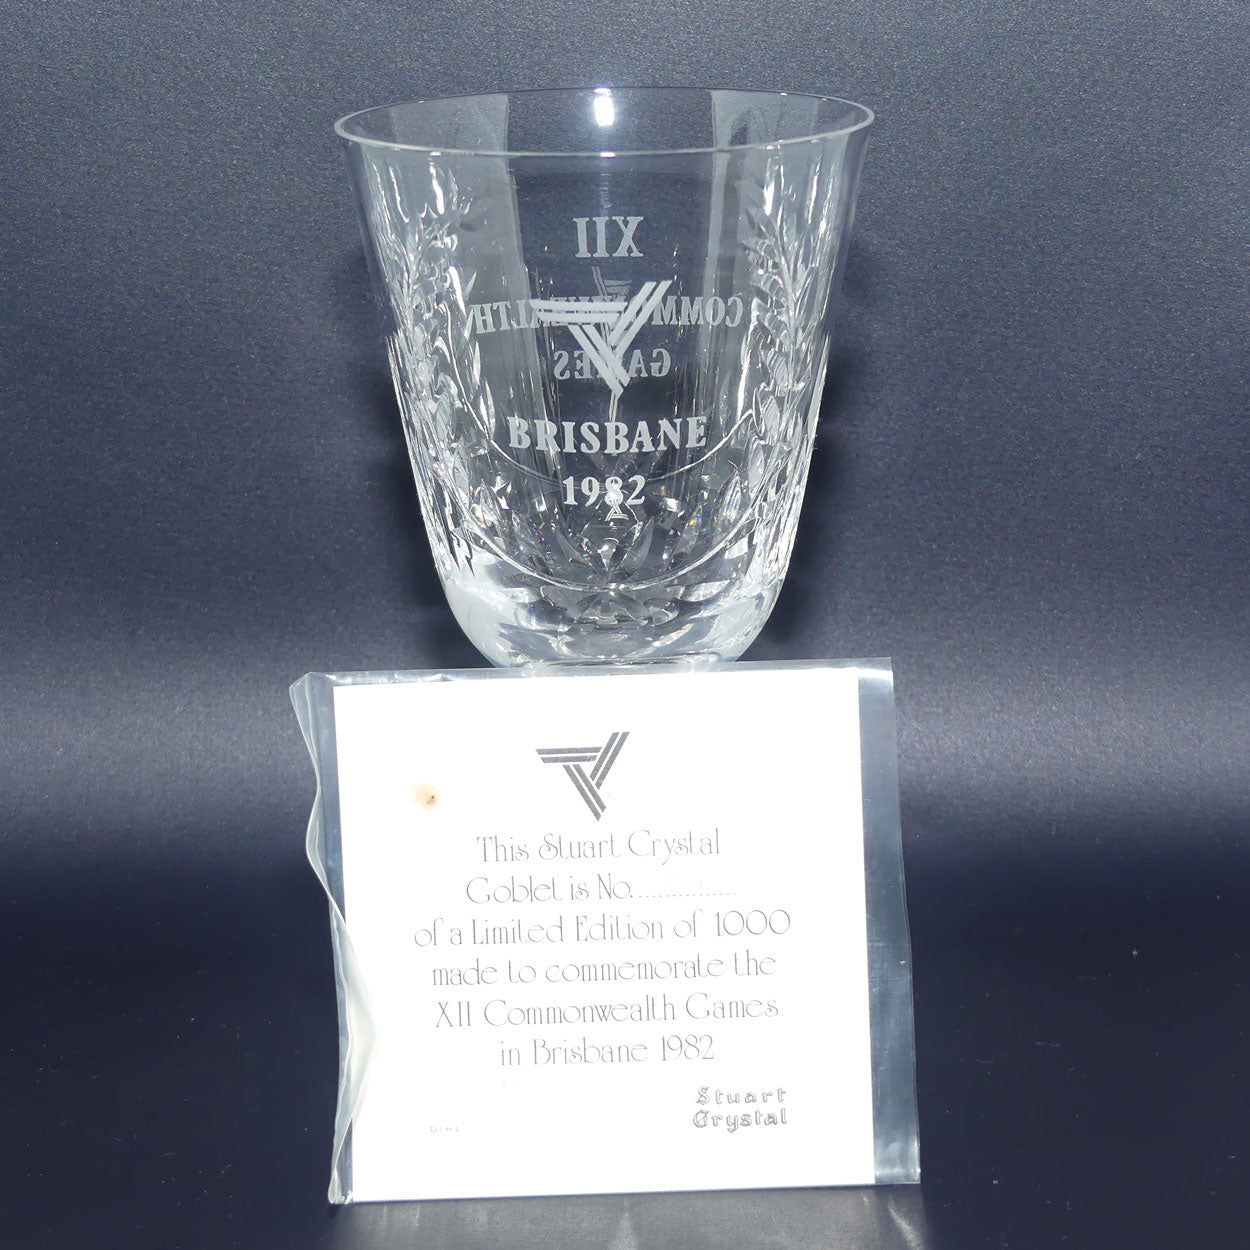 XII
COMMONWEALTH
GAMES
BRISBANE
1982
This Stuart Crystal
Goblet is No..............
of a Limited Edition of 1000
made to commemorate the
XII Commonwealth Games
in Brisbane 1982
Stuart
Crystal